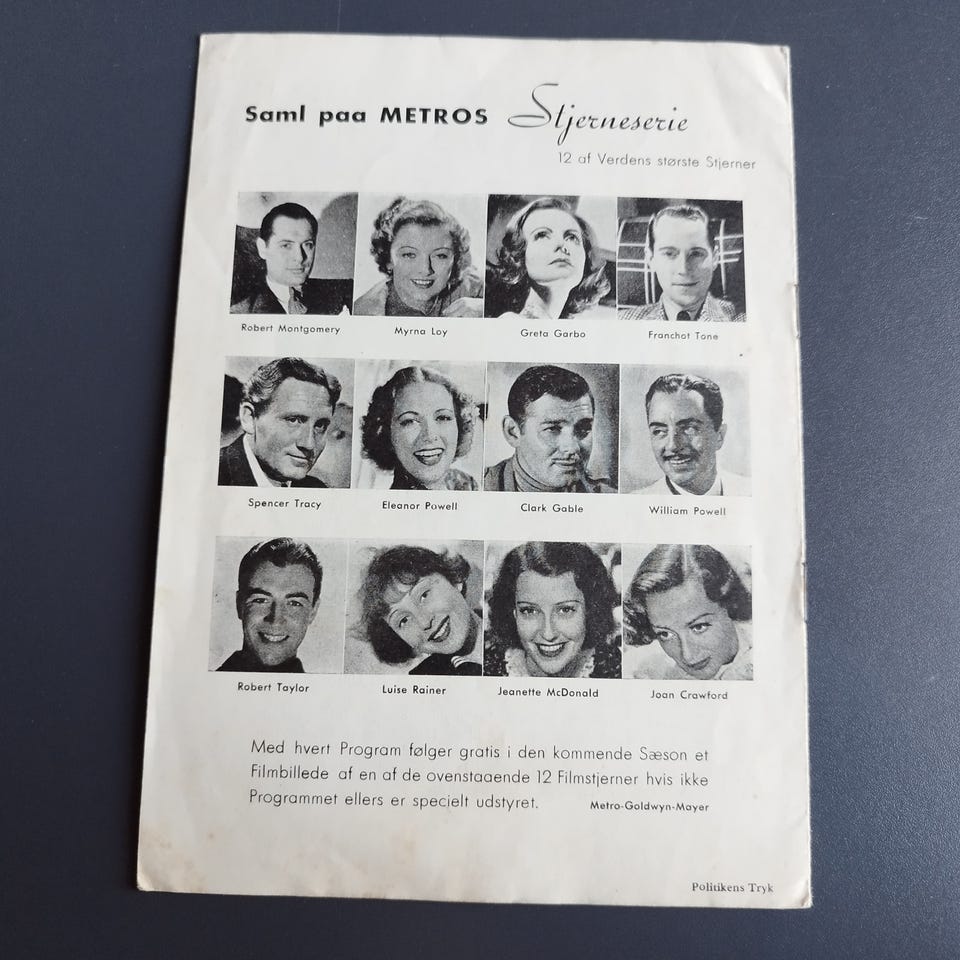 Saml paa METROS Stjerneserie
12 af Verdens største Stjerner
Robert Montgomery Myrna Loy Greta Garbo Franchot Tone
Spencer Tracy Eleanor Powell Clark Gable William Powell
Robert Taylor Luise Rainer Jeanette McDonald Joan Crawford
Med hvert Program følger gratis i den kommende Sæson et
Filmbillede af en af de ovenstaaende 12 Filmstjerner hvis ikke
Programmet ellers er specielt udstyret. Metro-Goldwyn-Mayer
Politikens Tryk